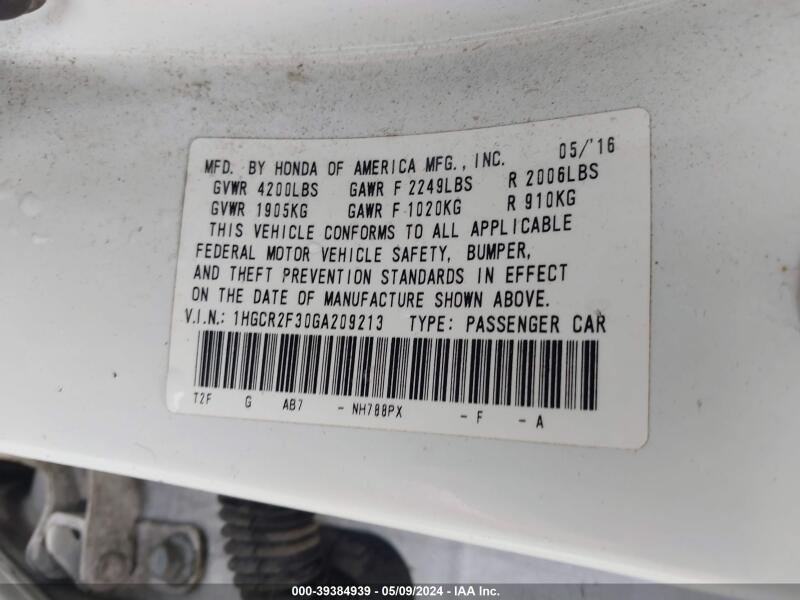 MFD. BY HONDA OF AMERICA MFG., INC. 05/'16
GVWR 4200LBS GAWR F 2249LBS R 2006LBS
GVWR 1905KG GAWR F 1020KG R 910KG
THIS VEHICLE CONFORMS TO ALL APPLICABLE
FEDERAL MOTOR VEHICLE SAFETY, BUMPER,
AND THEFT PREVENTION STANDARDS IN EFFECT
ON THE DATE OF MANUFACTURE SHOWN ABOVE.
V.I.N.: 1HGCR2F30GA209213 TYPE: PASSENGER CAR
T2F G AB7 - NH788PX - F - A
000-39384939 - 05/09/2024 - IAA Inc.